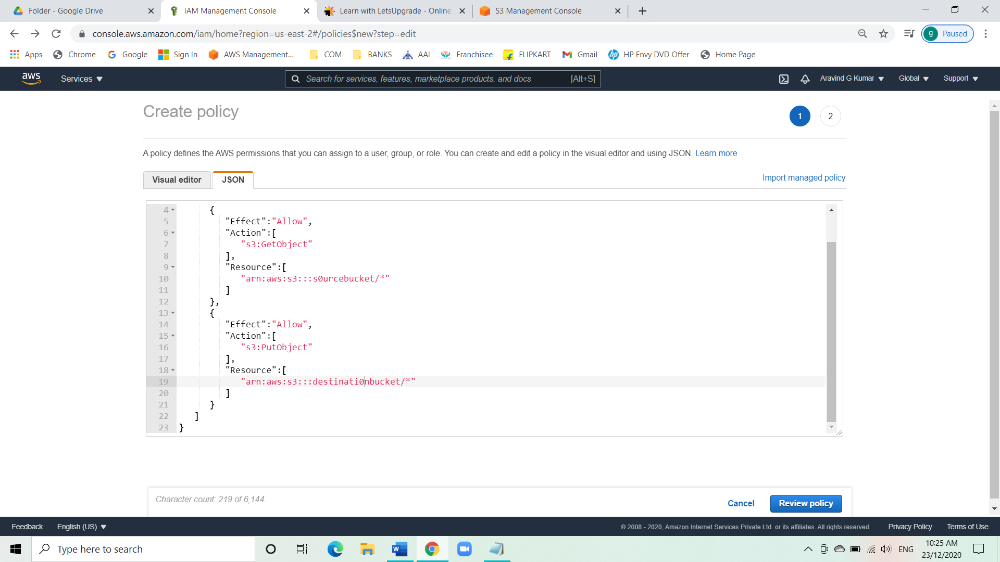 Folder - Google Drive
IAM Management Console
Learn with LetsUpgrade - Online
S3 Management Console
console.aws.amazon.com/iam/home?region=us-east-2#/policies$new?step=edit
g Paused
Apps Chrome Google Sign In AWS Management... COM BANKS AAI Franchisee FLIPKART Gmail HP Envy DVD Offer Home Page
aws Services Search for services, features, marketplace products, and docs [Alt+S] Aravind G Kumar Global Support
Create policy
1 2
A policy defines the AWS permissions that you can assign to a user, group, or role. You can create and edit a policy in the visual editor and using JSON. Learn more
Visual editor JSON Import managed policy
4 {
5 "Effect":"Allow",
6 "Action":[
7 "s3:GetObject"
8 ],
9 "Resource":[
10 "arn:aws:s3:::s0urcebucket/*"
11 ]
12 },
13 {
14 "Effect":"Allow",
15 "Action":[
16 "s3:PutObject"
17 ],
18 "Resource":[
19 "arn:aws:s3:::destinati0nbucket/*"
20 ]
21 }
22 ]
23 }
Character count: 219 of 6,144.
Cancel Review policy
Feedback English (US) © 2008 - 2020, Amazon Internet Services Private Ltd. or its affiliates. All rights reserved. Privacy Policy Terms of Use
Type here to search
ENG
10:25 AM
23/12/2020